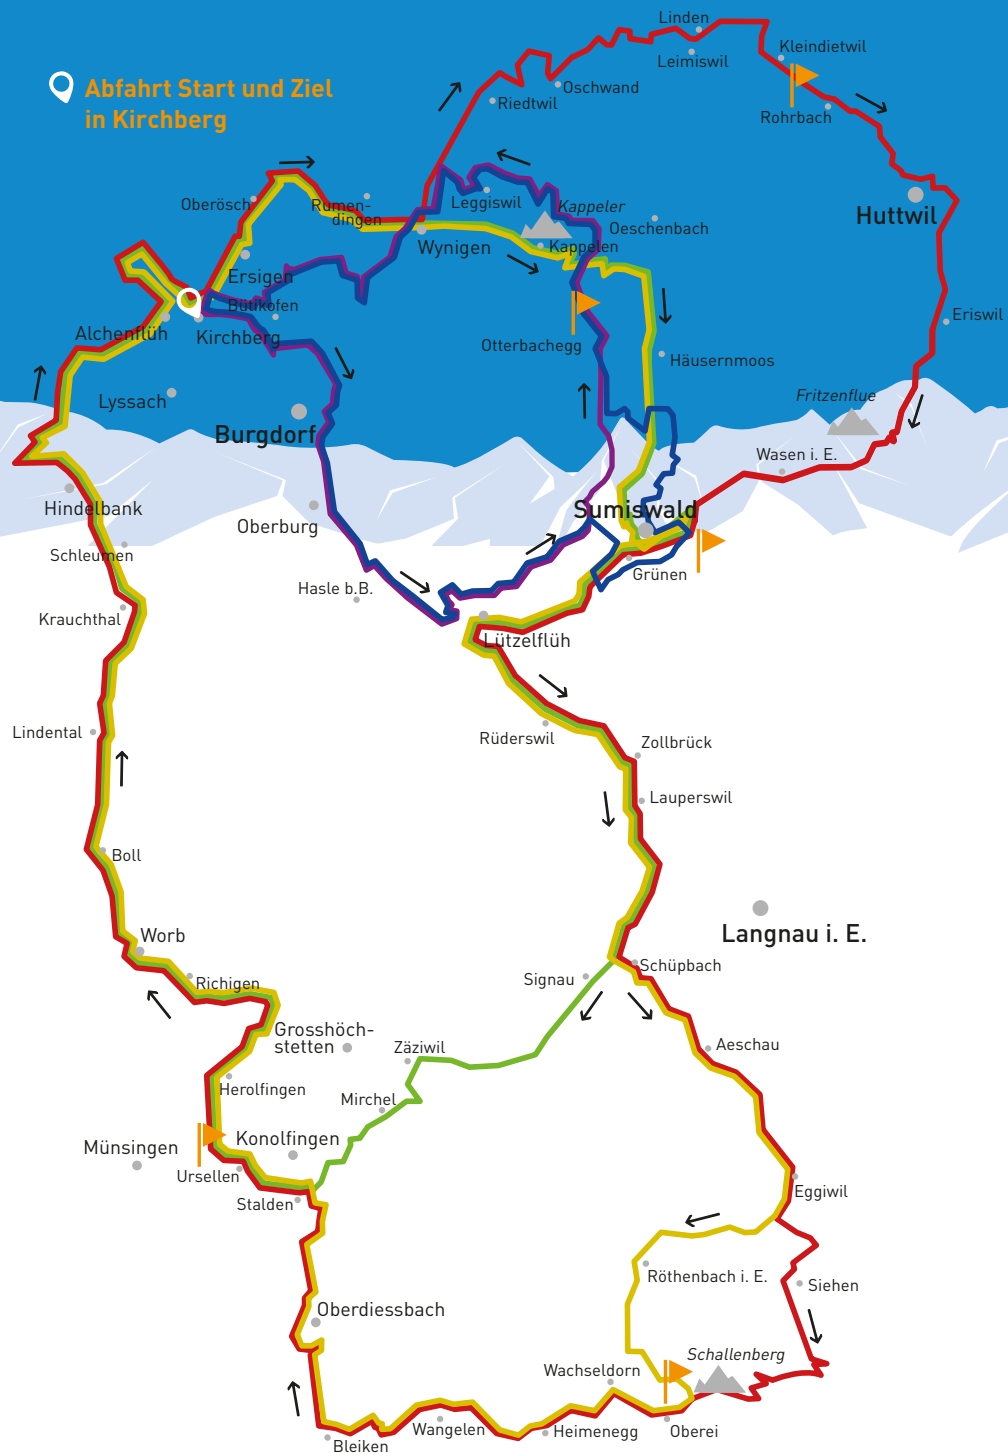 Linden
Kleindietwil
Leimiswil
Abfahrt Start und Ziel
in Kirchberg
Oschwand
Riedtwil
Rohrbach
Oberösch
Rumen-
dingen
Leggiswil
Kappeler
Huttwil
Oeschenbach
Wynigen
Kappelen
Ersigen
Bütikofen
Eriswil
Alchenflüh
Kirchberg
Otterbachegg
Häusernmoos
Lyssach
Fritzenflue
Burgdorf
Wasen i. E.
Hindelbank
Sumiswald
Oberburg
Schleumen
Grünen
Hasle b.B.
Krauchthal
Lützelflüh
Lindental
Rüderswil
Zollbrück
Lauperswil
Boll
Worb
Langnau i. E.
Schüpbach
Signau
Richigen
Grosshöch-
stetten
Zäziwil
Aeschau
Herolfingen
Mirchel
Konolfingen
Münsingen
Ursellen
Eggiwil
Stalden
Röthenbach i. E.
Siehen
Oberdiessbach
Schallenberg
Wachseldorn
Wangelen
Heimenegg
Oberei
Bleiken